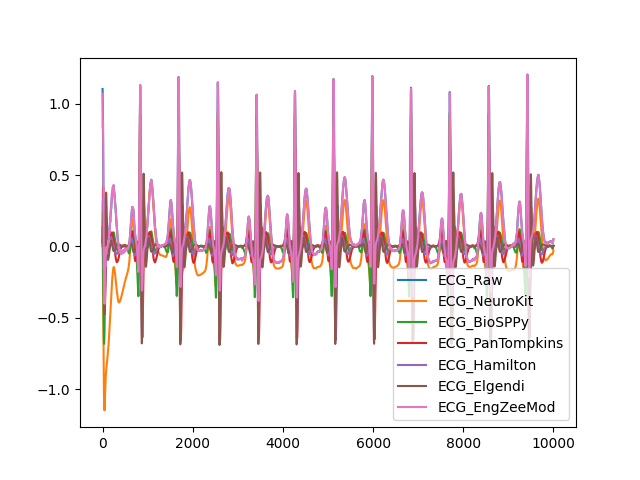 1.0
0.5
0.0
−0.5
−1.0
0
2000
4000
6000
8000
10000
ECG_Raw
ECG_NeuroKit
ECG_BioSPPy
ECG_PanTompkins
ECG_Hamilton
ECG_Elgendi
ECG_EngZeeMod